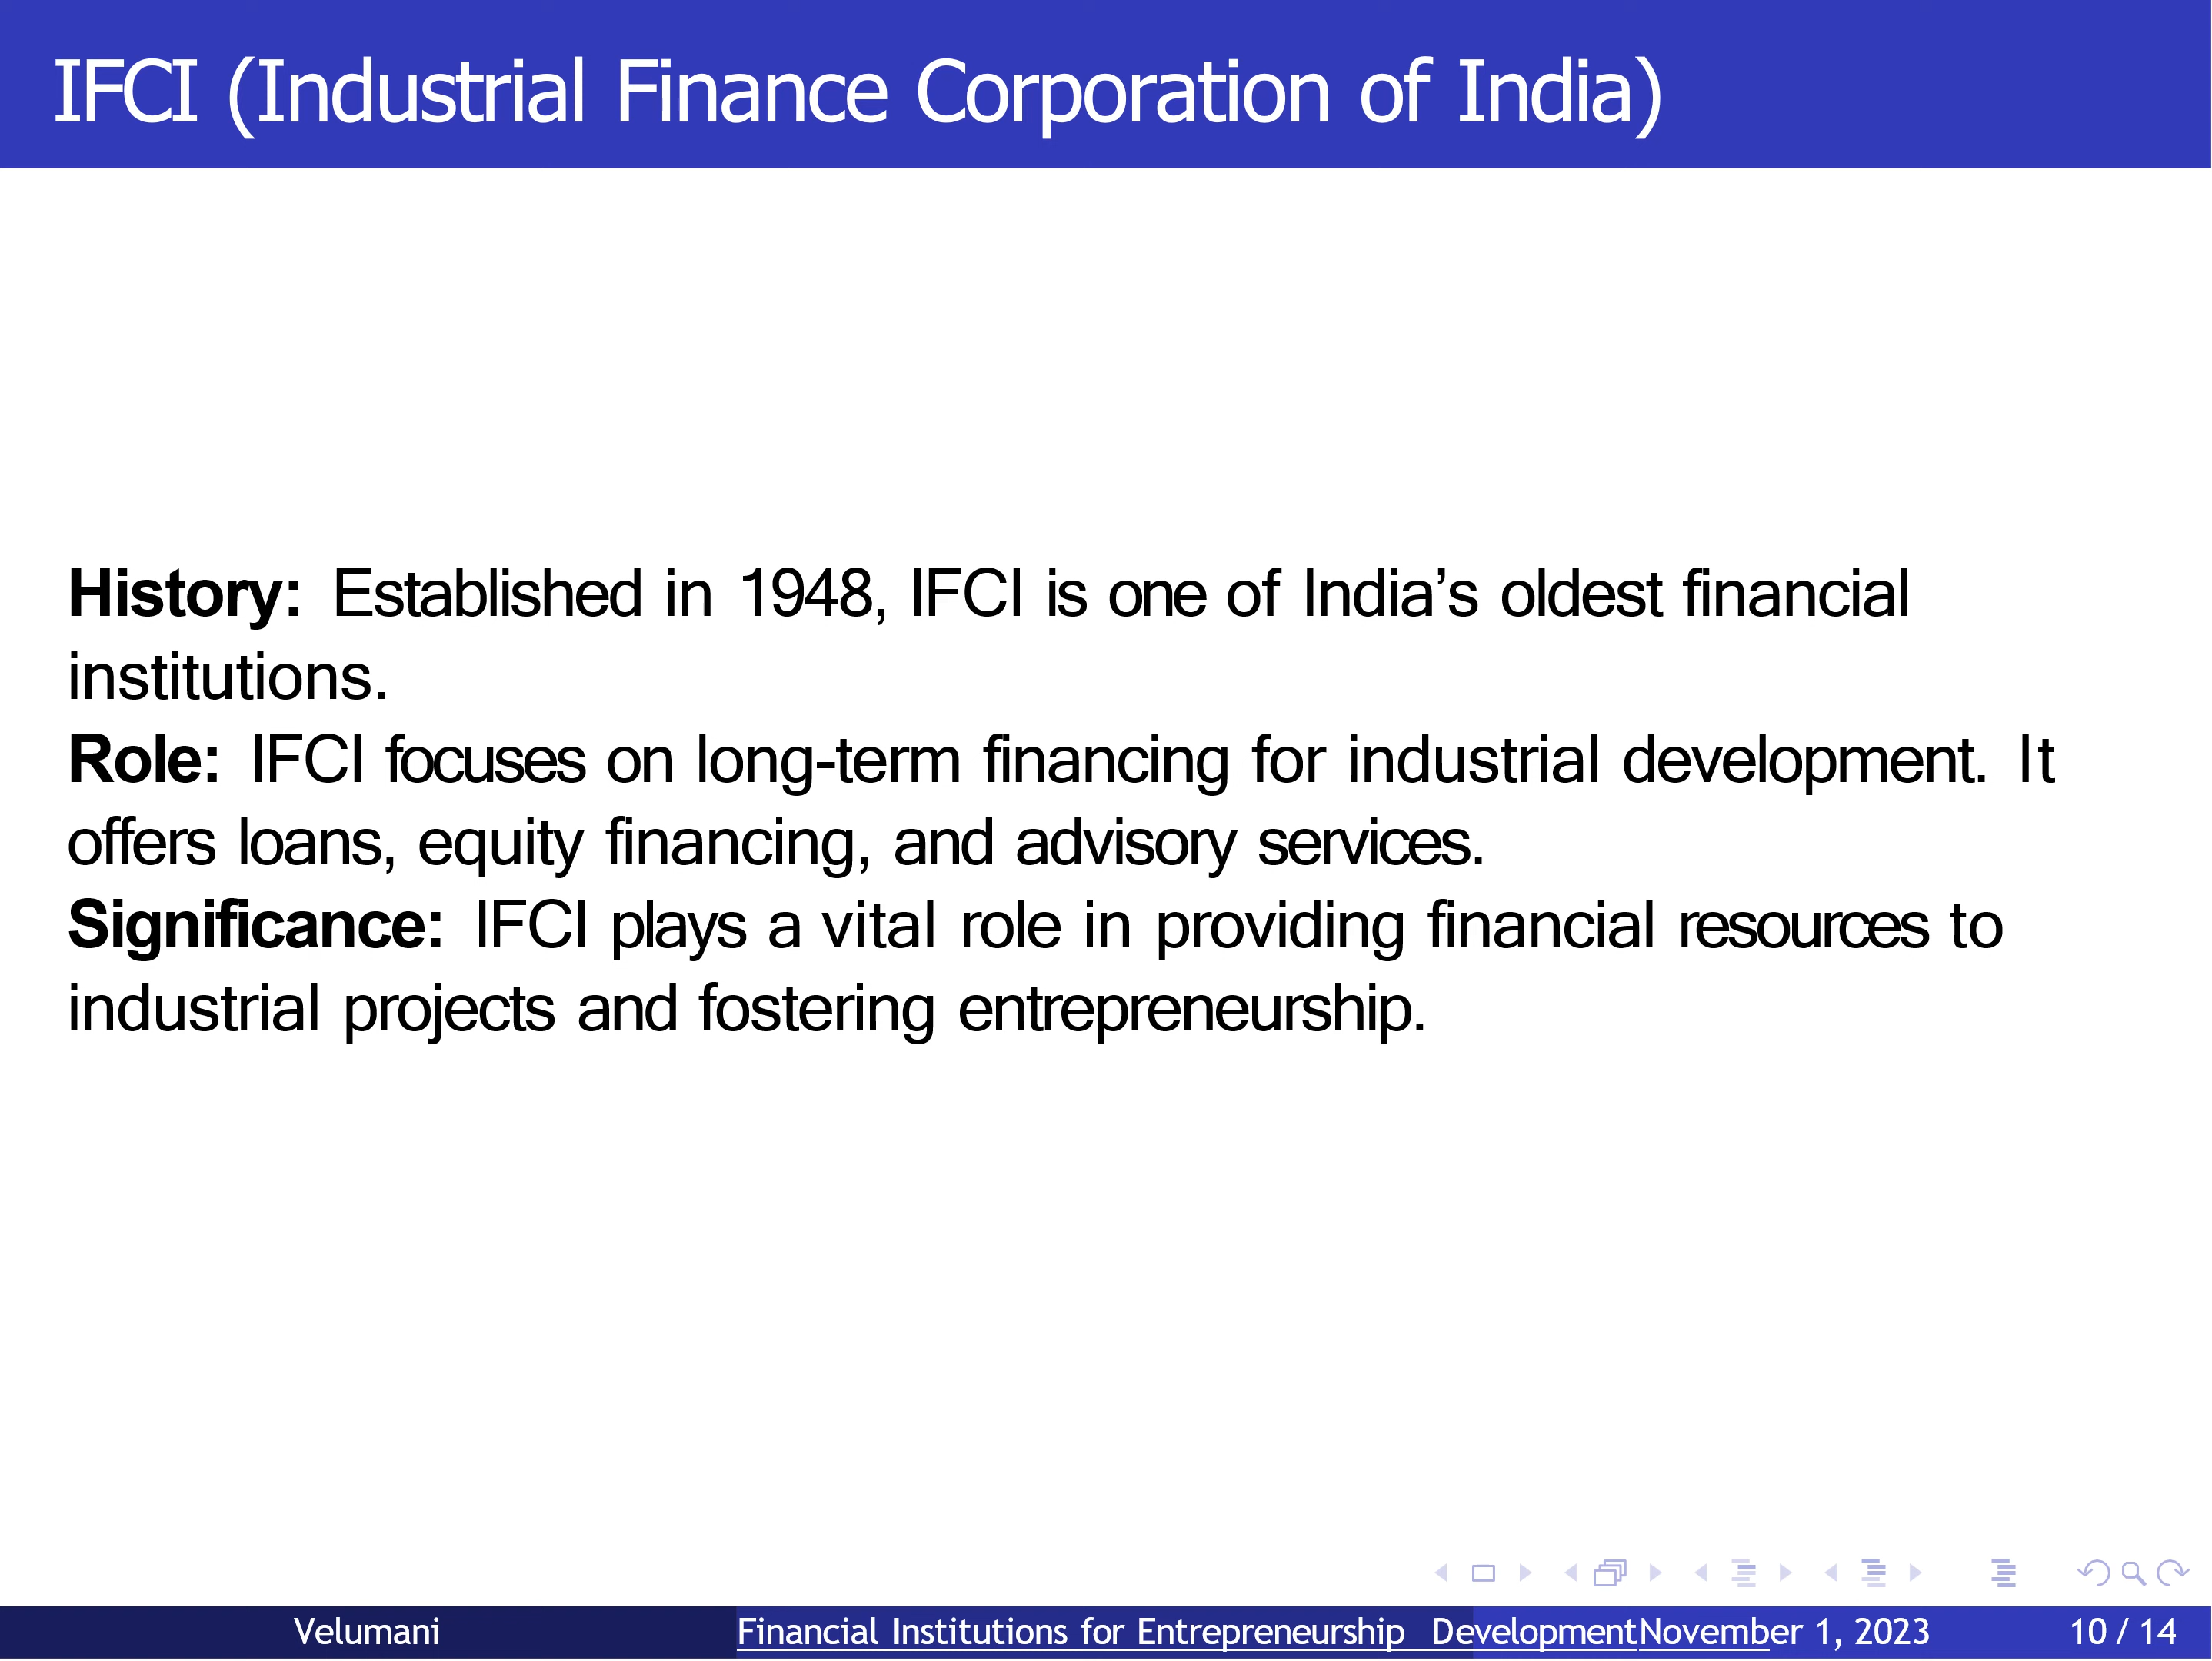 IFCI (Industrial Finance Corporation of India)
History: Established in 1948, IFCI is one of India’s oldest financial
institutions.
Role: IFCI focuses on long-term financing for industrial development. It
offers loans, equity financing, and advisory services.
Significance: IFCI plays a vital role in providing financial resources to
industrial projects and fostering entrepreneurship.
Velumani Financial Institutions for Entrepreneurship Development November 1, 2023 10 / 14